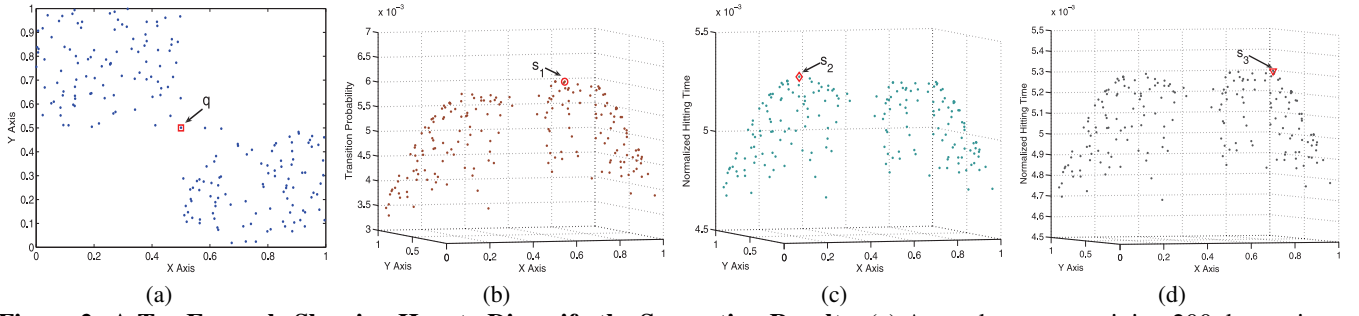 1
0.9
0.8
0.7
0.6
0.5
0.4
0.3
0.2
0.1
0
Y Axis
q
0 0.2 0.4 0.6 0.8 1
X Axis
(a)
x 10⁻³
7
6.5
6
5.5
5
4.5
4
3.5
3
Transition Probability
s₁
1
0.5
Y Axis
0 0.2 0.4 0.6 0.8 1
X Axis
(b)
x 10⁻³
5.5
5
4.5
Normalized Hitting Time
s₂
1
0.5
Y Axis
0 0.2 0.4 0.6 0.8 1
X Axis
(c)
x 10⁻³
5.5
5.4
5.3
5.2
5.1
5
4.9
4.8
4.7
4.6
4.5
Normalized Hitting Time
s₃
1
0.5
Y Axis
0 0.2 0.4 0.6 0.8 1
X Axis
(d)